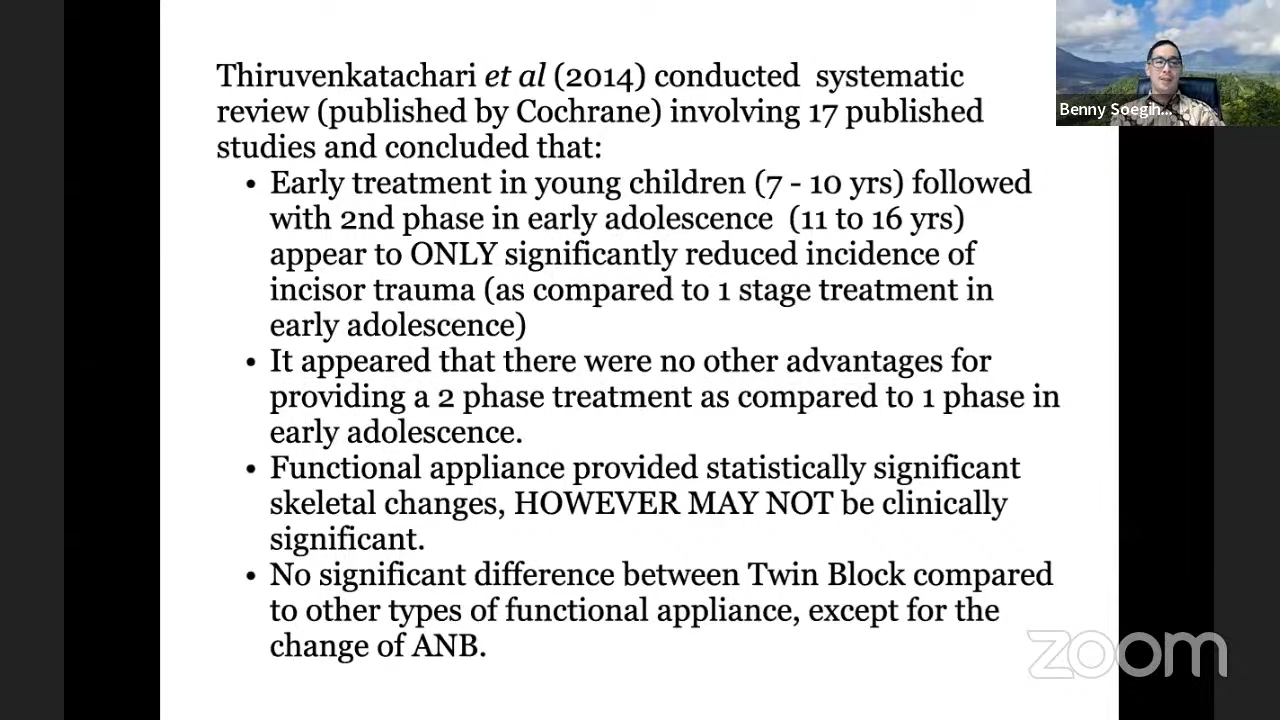 Thiruvenkatachari et al (2014) conducted systematic
review (published by Cochrane) involving 17 published
studies and concluded that:
• Early treatment in young children (7 - 10 yrs) followed
with 2nd phase in early adolescence (11 to 16 yrs)
appear to ONLY significantly reduced incidence of
incisor trauma (as compared to 1 stage treatment in
early adolescence)
• It appeared that there were no other advantages for
providing a 2 phase treatment as compared to 1 phase in
early adolescence.
• Functional appliance provided statistically significant
skeletal changes, HOWEVER MAY NOT be clinically
significant.
• No significant difference between Twin Block compared
to other types of functional appliance, except for the
change of ANB.
Benny Soegih...
zoom